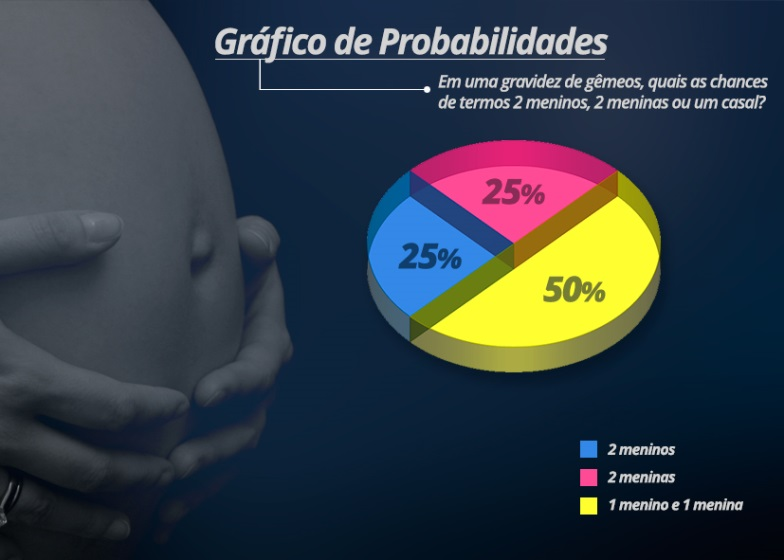 Gráfico de Probabilidades
Em uma gravidez de gêmeos, quais as chances
de termos 2 meninos, 2 meninas ou um casal?
25%
25%
50%
2 meninos
2 meninas
1 menino e 1 menina